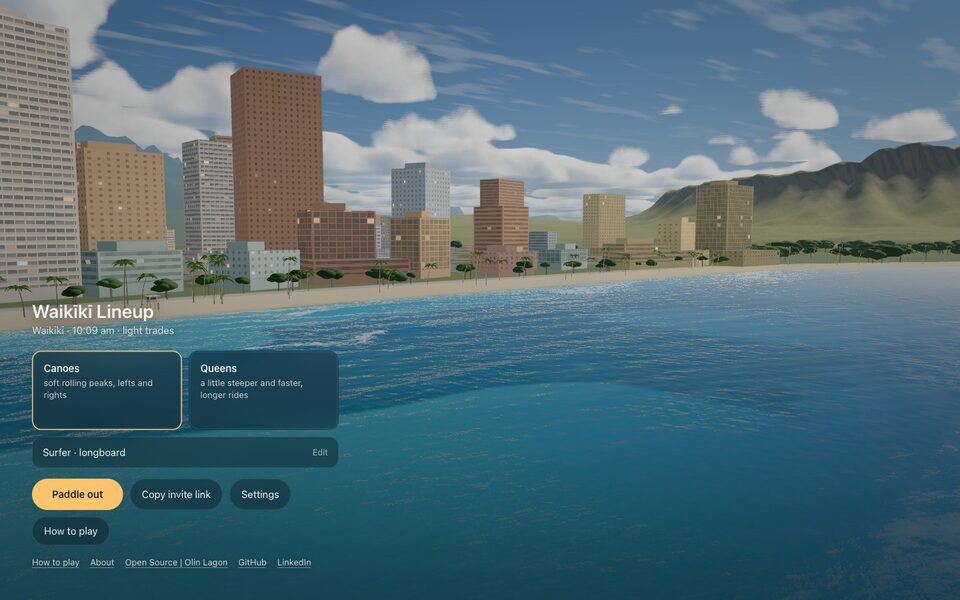 Waikīkī Lineup
Waikīkī · 10:09 am · light trades
Canoes
soft rolling peaks, lefts and
rights
Queens
a little steeper and faster,
longer rides
Surfer · longboard
Edit
Paddle out
Copy invite link
Settings
How to play
How to play
About
Open Source | Olin Lagon
GitHub
LinkedIn